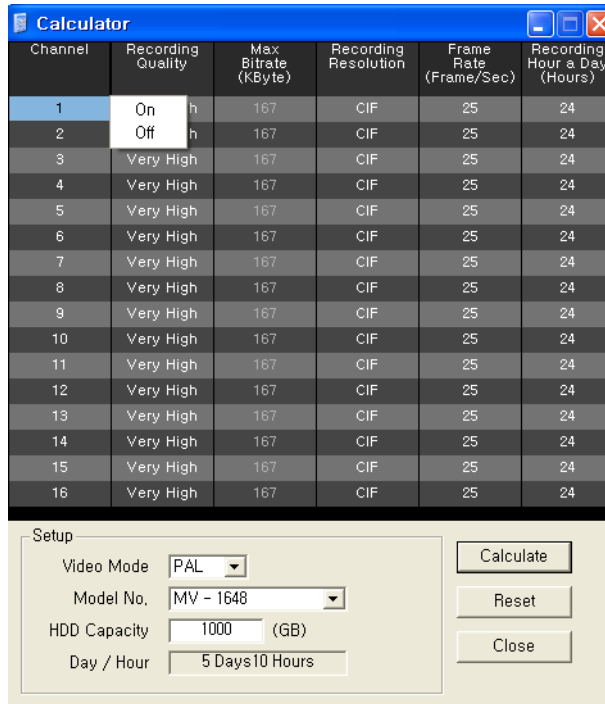 Calculator
Channel Recording Quality Max Bitrate (KByte) Recording Resolution Frame Rate (Frame/Sec) Recording Hour a Day (Hours)
1 h 167 CIF 25 24
On
2 h 167 CIF 25 24
Off
3 Very High 167 CIF 25 24
4 Very High 167 CIF 25 24
5 Very High 167 CIF 25 24
6 Very High 167 CIF 25 24
7 Very High 167 CIF 25 24
8 Very High 167 CIF 25 24
9 Very High 167 CIF 25 24
10 Very High 167 CIF 25 24
11 Very High 167 CIF 25 24
12 Very High 167 CIF 25 24
13 Very High 167 CIF 25 24
14 Very High 167 CIF 25 24
15 Very High 167 CIF 25 24
16 Very High 167 CIF 25 24
Setup
Video Mode PAL
Model No, MV - 1648
HDD Capacity 1000 (GB)
Day / Hour 5 Days10 Hours
Calculate
Reset
Close